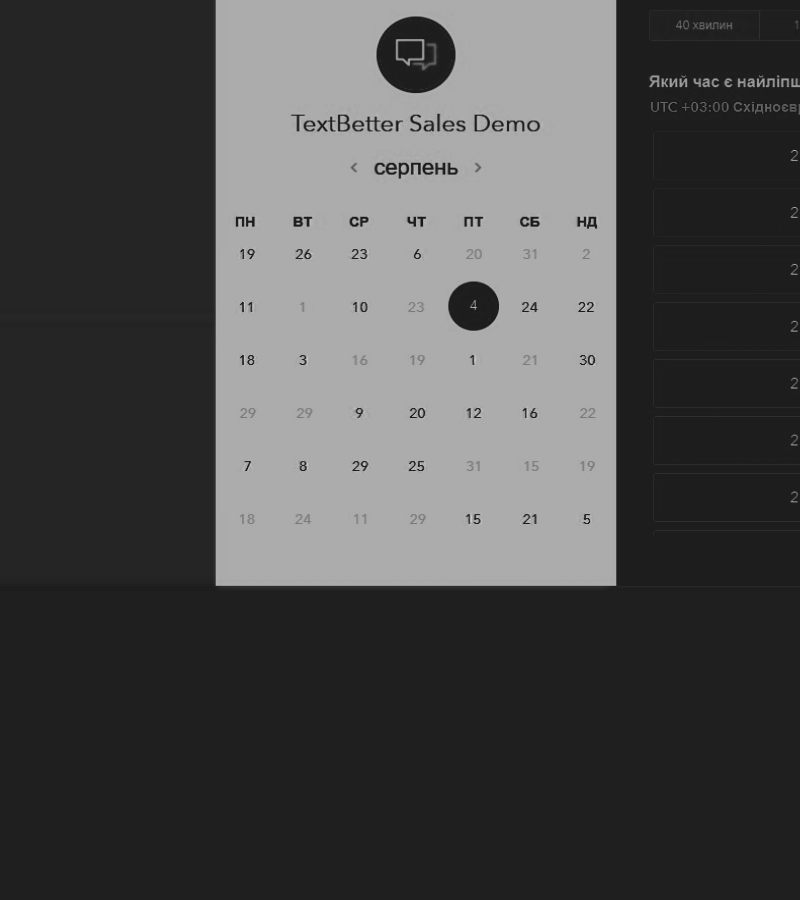 TextBetter Sales Demo
серпень
ПН ВТ СР ЧТ ПТ СБ НД
19 26 23 6 20 31 2
11 1 10 23 4 24 22
18 3 16 19 1 21 30
29 29 9 20 12 16 22
7 8 29 25 31 15 19
18 24 11 29 15 21 5
40 хвилин 1
Який час є
UTC +03:00
2
2
2
2
2
2
2